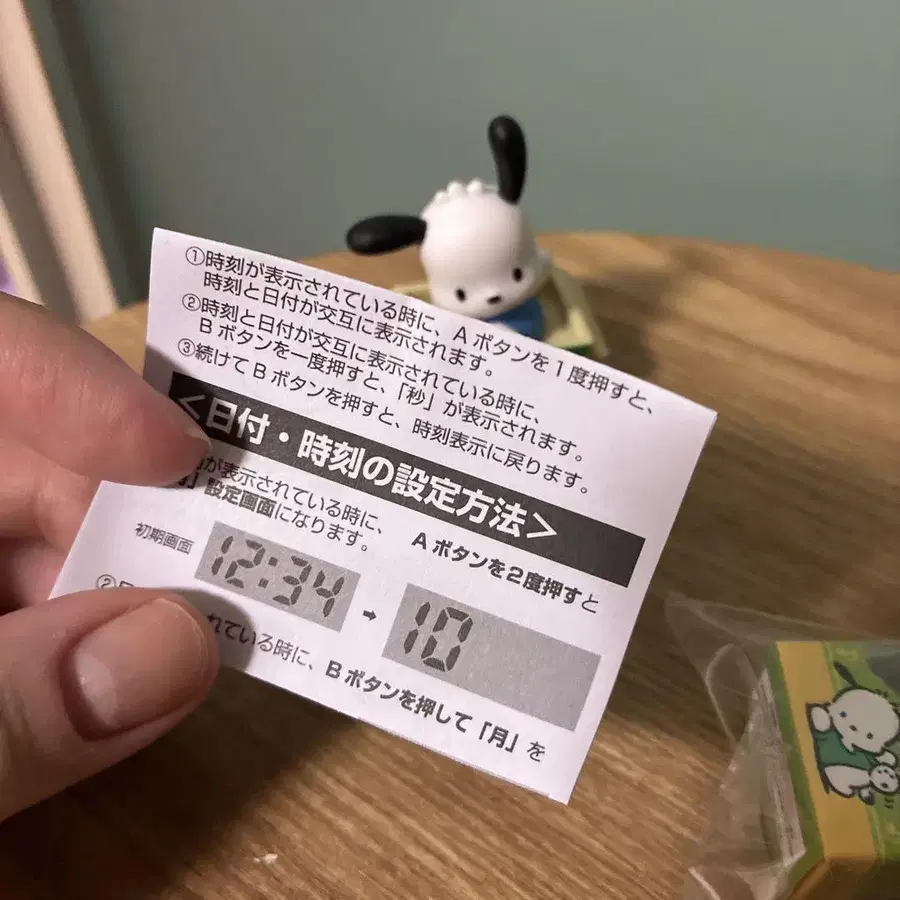 ①時刻が表示されている時に、Aボタンを1度押すと、
時刻と日付が交互に表示されます。
②時刻と日付が交互に表示されている時に、
Bボタンを一度押すと、「秒」が表示されます。
③続けてBボタンを押すと、時刻表示に戻ります。
<日付・時刻の設定方法>
が表示されている時に、Aボタンを2度押すと
」設定画面になります。
初期画面 12:34 → 10
②
れている時に、Bボタンを押して「月」を